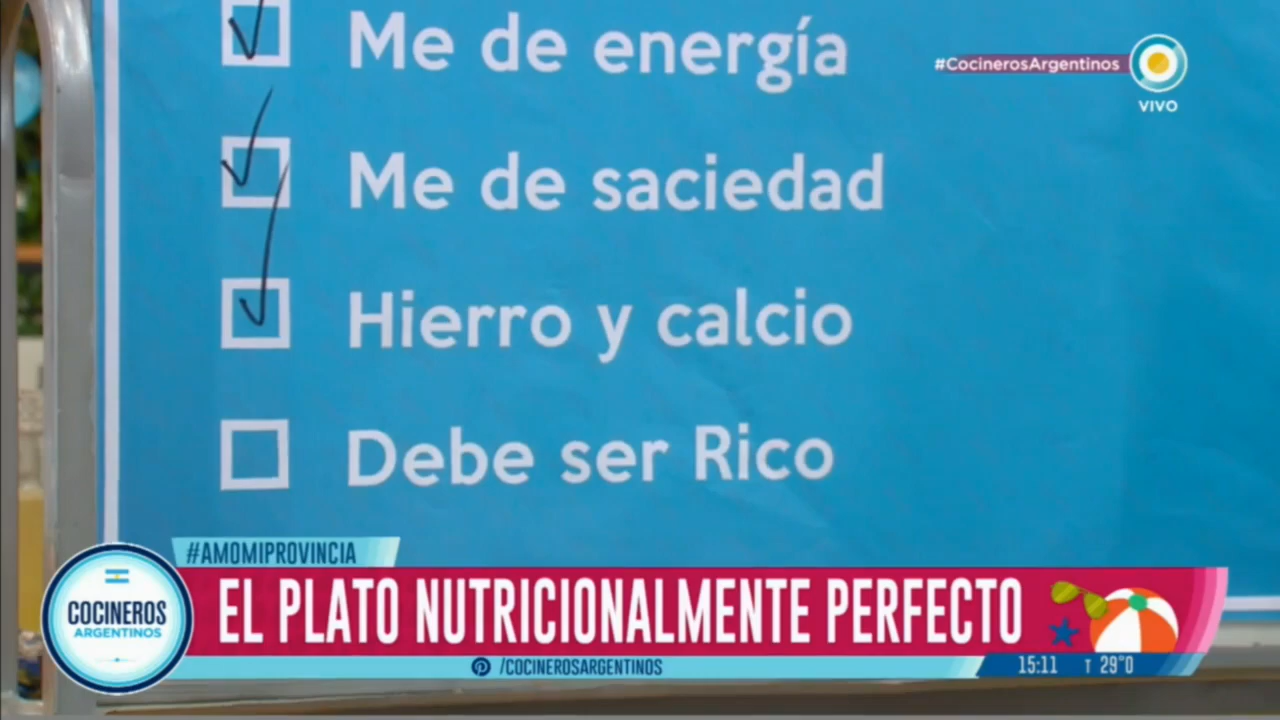 Me de energía
#CocinerosArgentinos
VIVO
Me de saciedad
Hierro y calcio
Debe ser Rico
#AMOMIPROVINCIA
EL PLATO NUTRICIONALMENTE PERFECTO
COCINEROS
ARGENTINOS
/COCINEROSARGENTINOS
15:11 T 29°0